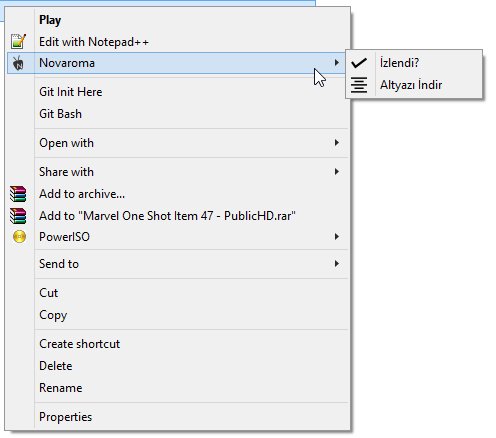 Play
Edit with Notepad++
Novaroma
İzlendi?
Altyazı İndir
Git Init Here
Git Bash
Open with
Share with
Add to archive...
Add to "Marvel One Shot Item 47 - PublicHD.rar"
PowerISO
Send to
Cut
Copy
Create shortcut
Delete
Rename
Properties